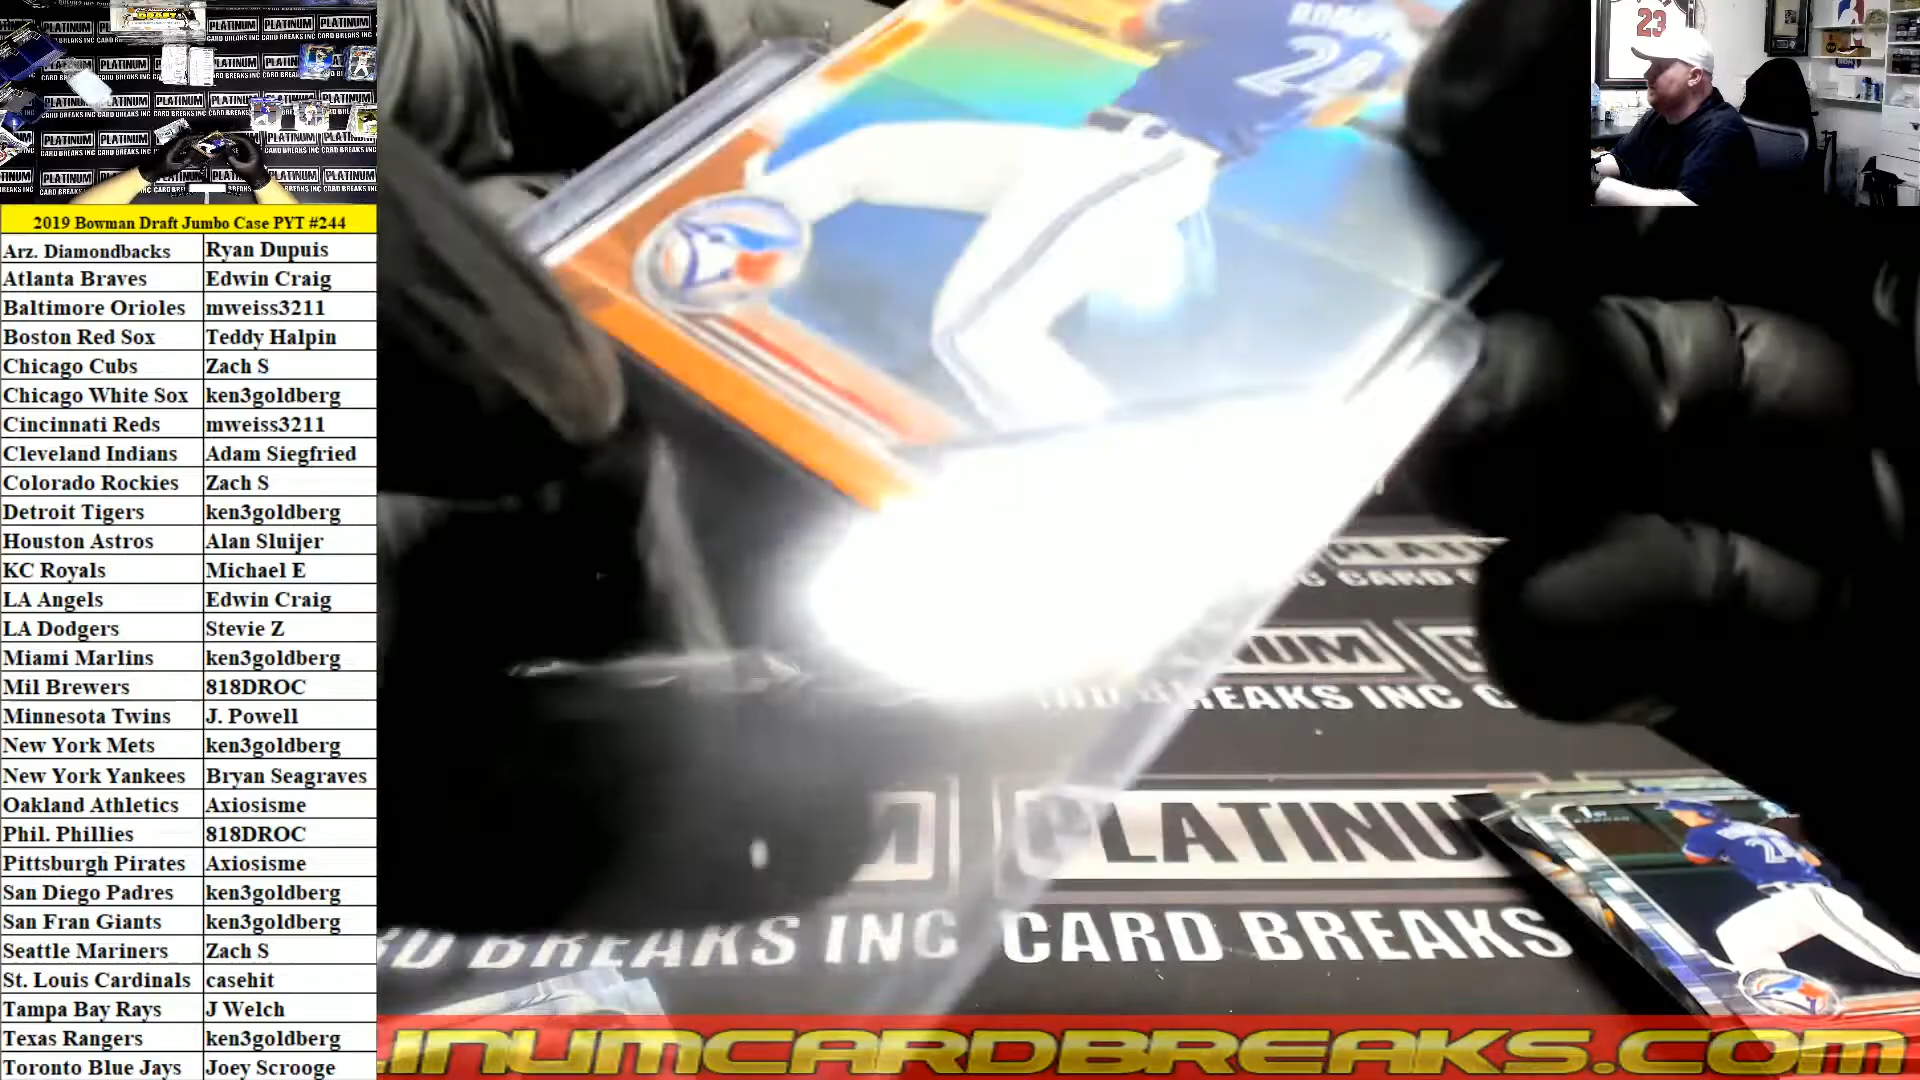 2019 Bowman Draft Jumbo Case PYT #244
Arz. Diamondbacks Ryan Dupuis
Atlanta Braves Edwin Craig
Baltimore Orioles mweiss3211
Boston Red Sox Teddy Halpin
Chicago Cubs Zach S
Chicago White Sox ken3goldberg
Cincinnati Reds mweiss3211
Cleveland Indians Adam Siegfried
Colorado Rockies Zach S
Detroit Tigers ken3goldberg
Houston Astros Alan Sluijer
KC Royals Michael E
LA Angels Edwin Craig
LA Dodgers Stevie Z
Miami Marlins ken3goldberg
Mil Brewers 818DROC
Minnesota Twins J. Powell
New York Mets ken3goldberg
New York Yankees Bryan Seagraves
Oakland Athletics Axiosisme
Phil. Phillies 818DROC
Pittsburgh Pirates Axiosisme
San Diego Padres ken3goldberg
San Fran Giants ken3goldberg
Seattle Mariners Zach S
St. Louis Cardinals casehit
Tampa Bay Rays J Welch
Texas Rangers ken3goldberg
Toronto Blue Jays Joey Scrooge
23
24
PLATINU
BREAKS INC CARD BREAKS
24
INUMCARDBREAKS.COM